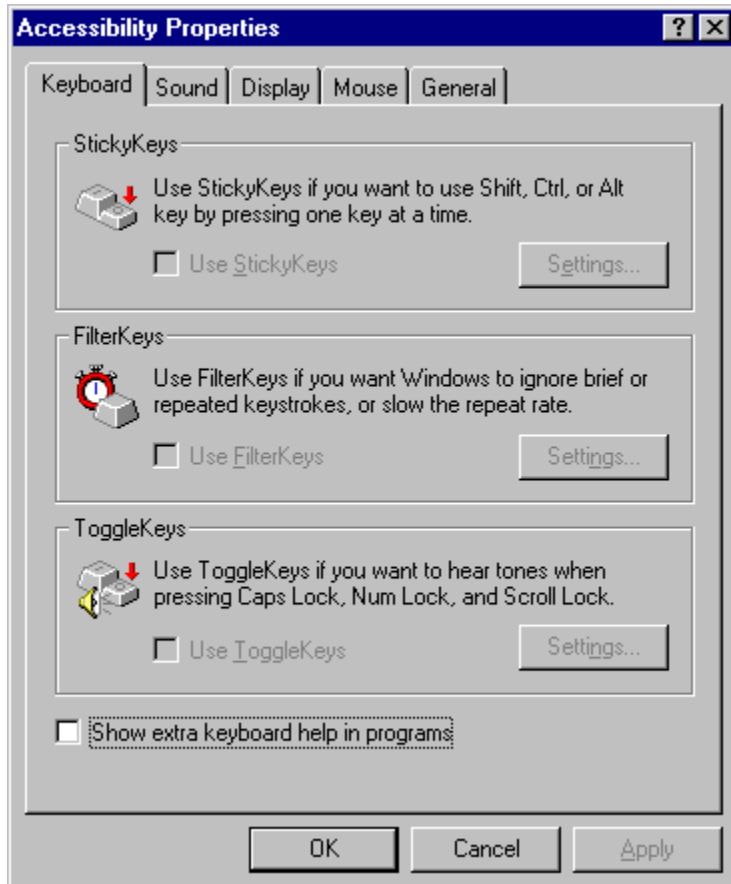 Accessibility Properties
Keyboard Sound Display Mouse General
StickyKeys
Use StickyKeys if you want to use Shift, Ctrl, or Alt
key by pressing one key at a time.
Use StickyKeys Settings...
FilterKeys
Use FilterKeys if you want Windows to ignore brief or
repeated keystrokes, or slow the repeat rate.
Use FilterKeys Settings...
ToggleKeys
Use ToggleKeys if you want to hear tones when
pressing Caps Lock, Num Lock, and Scroll Lock.
Use ToggleKeys Settings...
Show extra keyboard help in programs
OK Cancel Apply